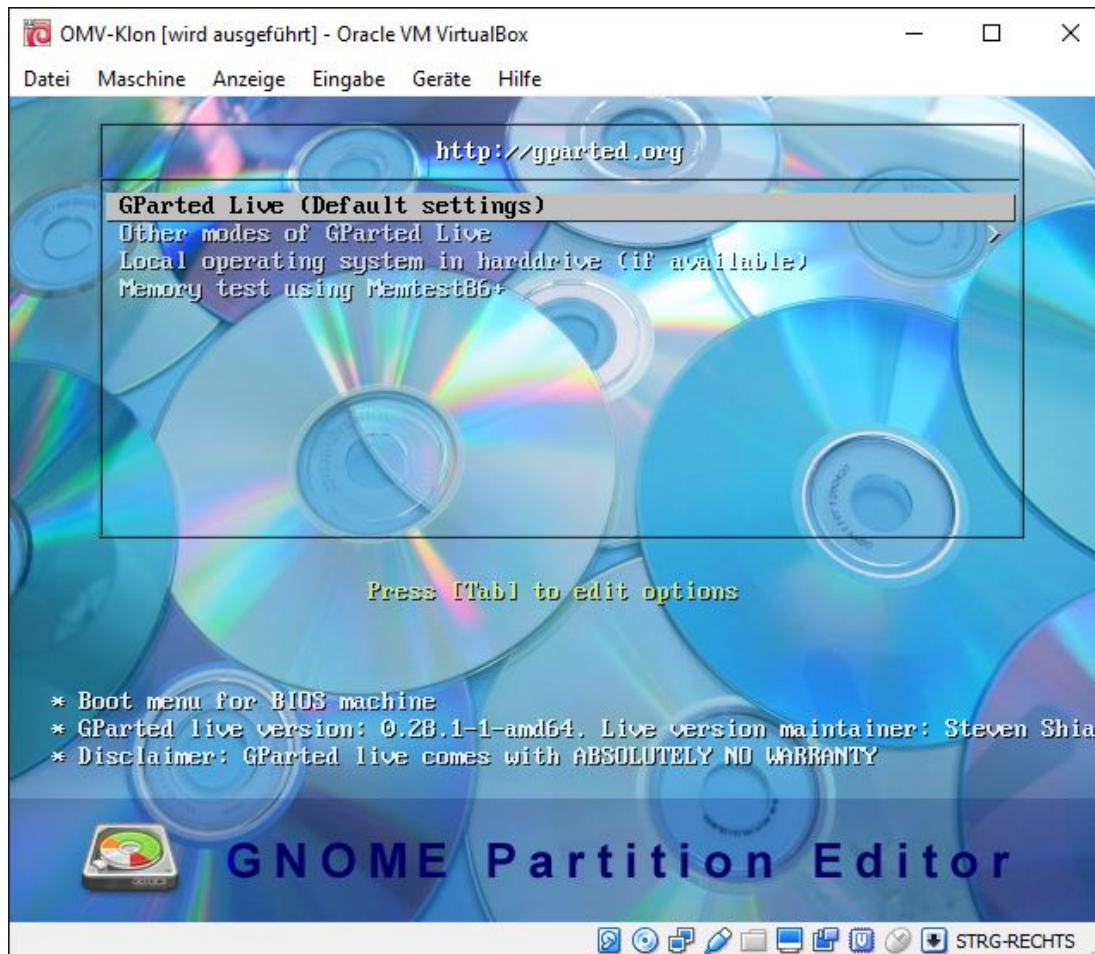 OMV-Klon [wird ausgeführt] - Oracle VM VirtualBox
Datei Maschine Anzeige Eingabe Geräte Hilfe
http://gparted.org
GParted Live (Default settings)
Other modes of GParted Live >
Local operating system in harddrive (if available)
Memory test using Memtest86+
Press [Tab] to edit options
* Boot menu for BIOS machine
* GParted live version: 0.28.1-1-amd64. Live version maintainer: Steven Shia
* Disclaimer: GParted live comes with ABSOLUTELY NO WARRANTY
GNOME Partition Editor
STRG-RECHTS